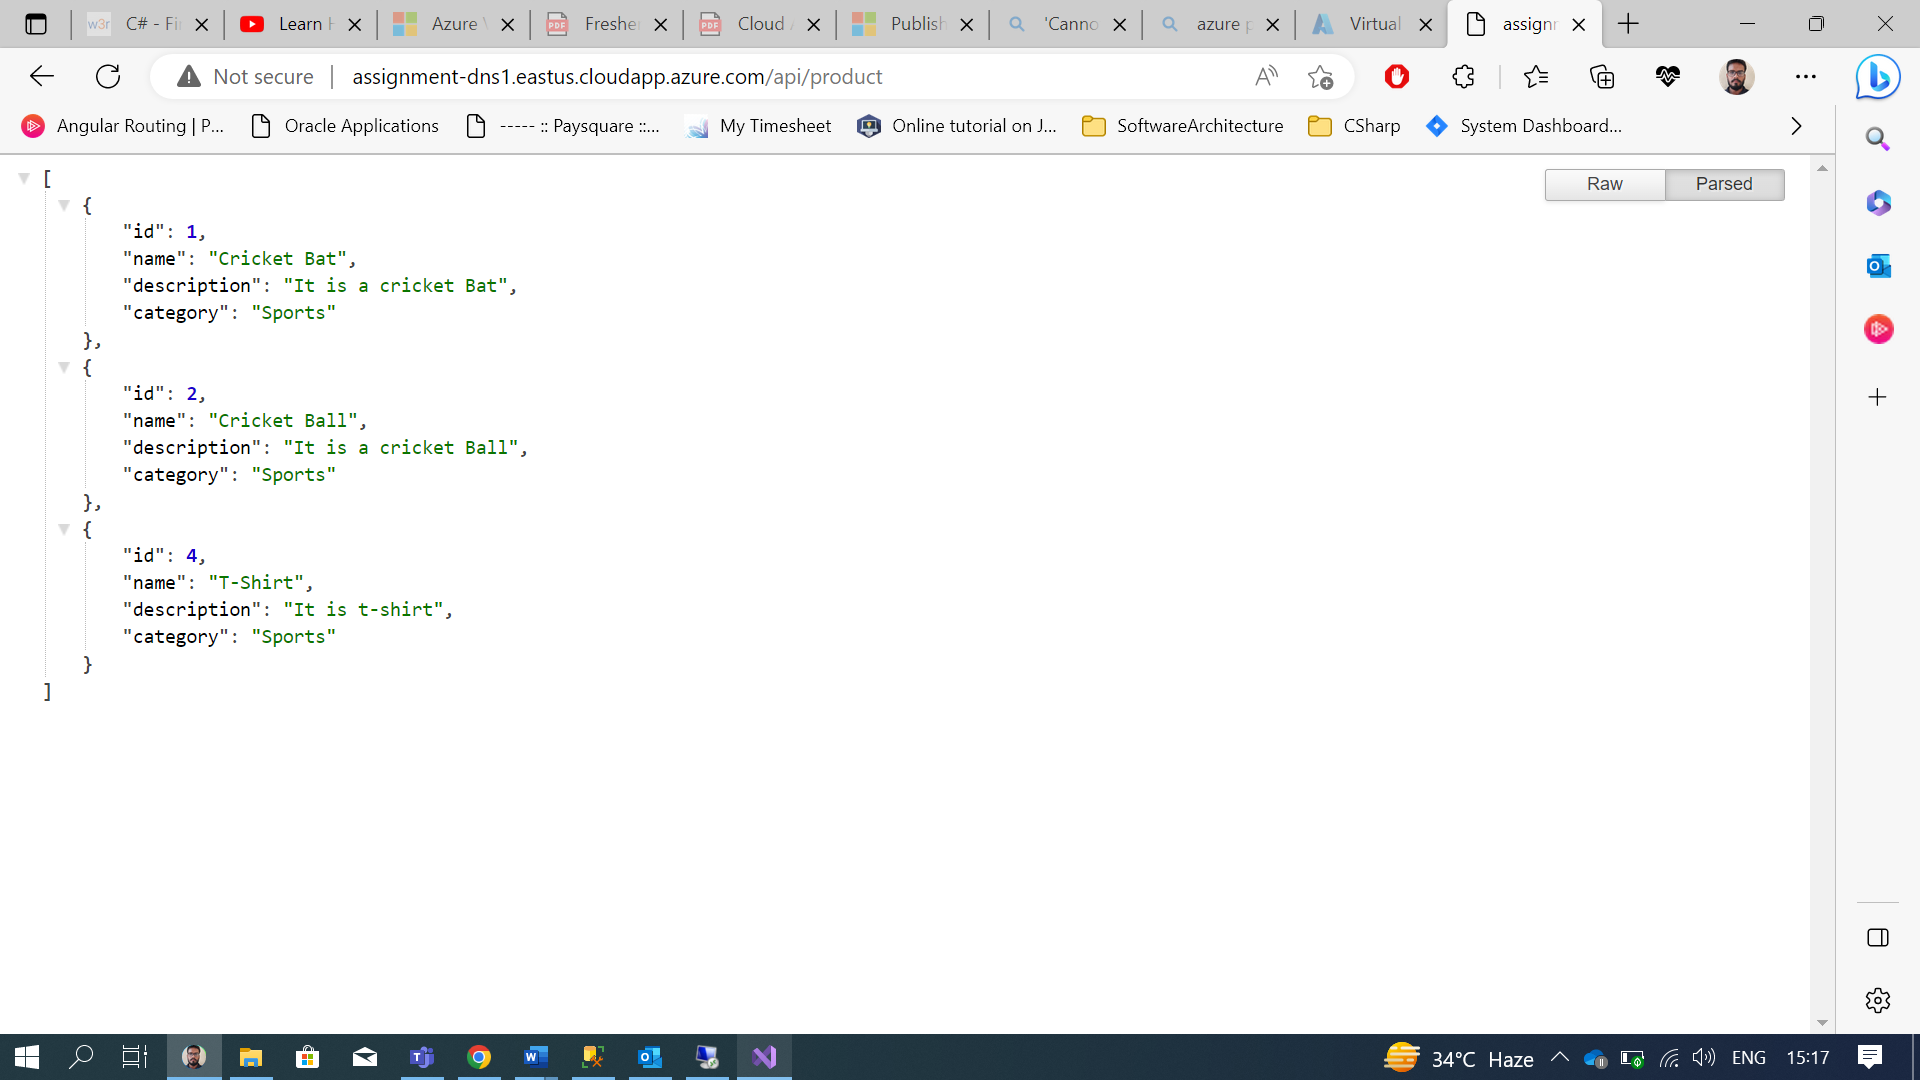 w3r C# - Fi
Learn H
Azure V
PDF Freshe
PDF Cloud A
Publish
'Canno
azure p
Virtual
assignr
Not secure assignment-dns1.eastus.cloudapp.azure.com/api/product
Angular Routing | P... Oracle Applications ----- :: Paysquare ::... My Timesheet Online tutorial on J... SoftwareArchitecture CSharp System Dashboard...
Raw Parsed
[
{
"id": 1,
"name": "Cricket Bat",
"description": "It is a cricket Bat",
"category": "Sports"
},
{
"id": 2,
"name": "Cricket Ball",
"description": "It is a cricket Ball",
"category": "Sports"
},
{
"id": 4,
"name": "T-Shirt",
"description": "It is t-shirt",
"category": "Sports"
}
]
34°C Haze ENG 15:17